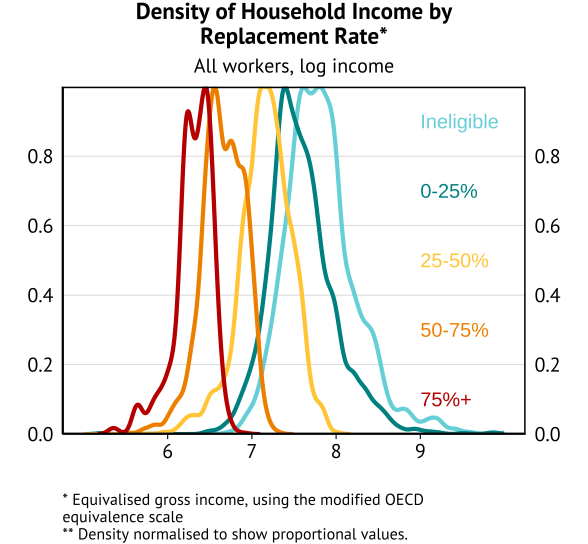 Density of Household Income by
Replacement Rate*
All workers, log income
Ineligible
0.8 0.8
0-25%
0.6 0.6
25-50%
0.4 0.4
50-75%
0.2 0.2
75%+
0.0 0.0
6 7 8 9
* Equivalised gross income, using the modified OECD
equivalence scale
** Density normalised to show proportional values.